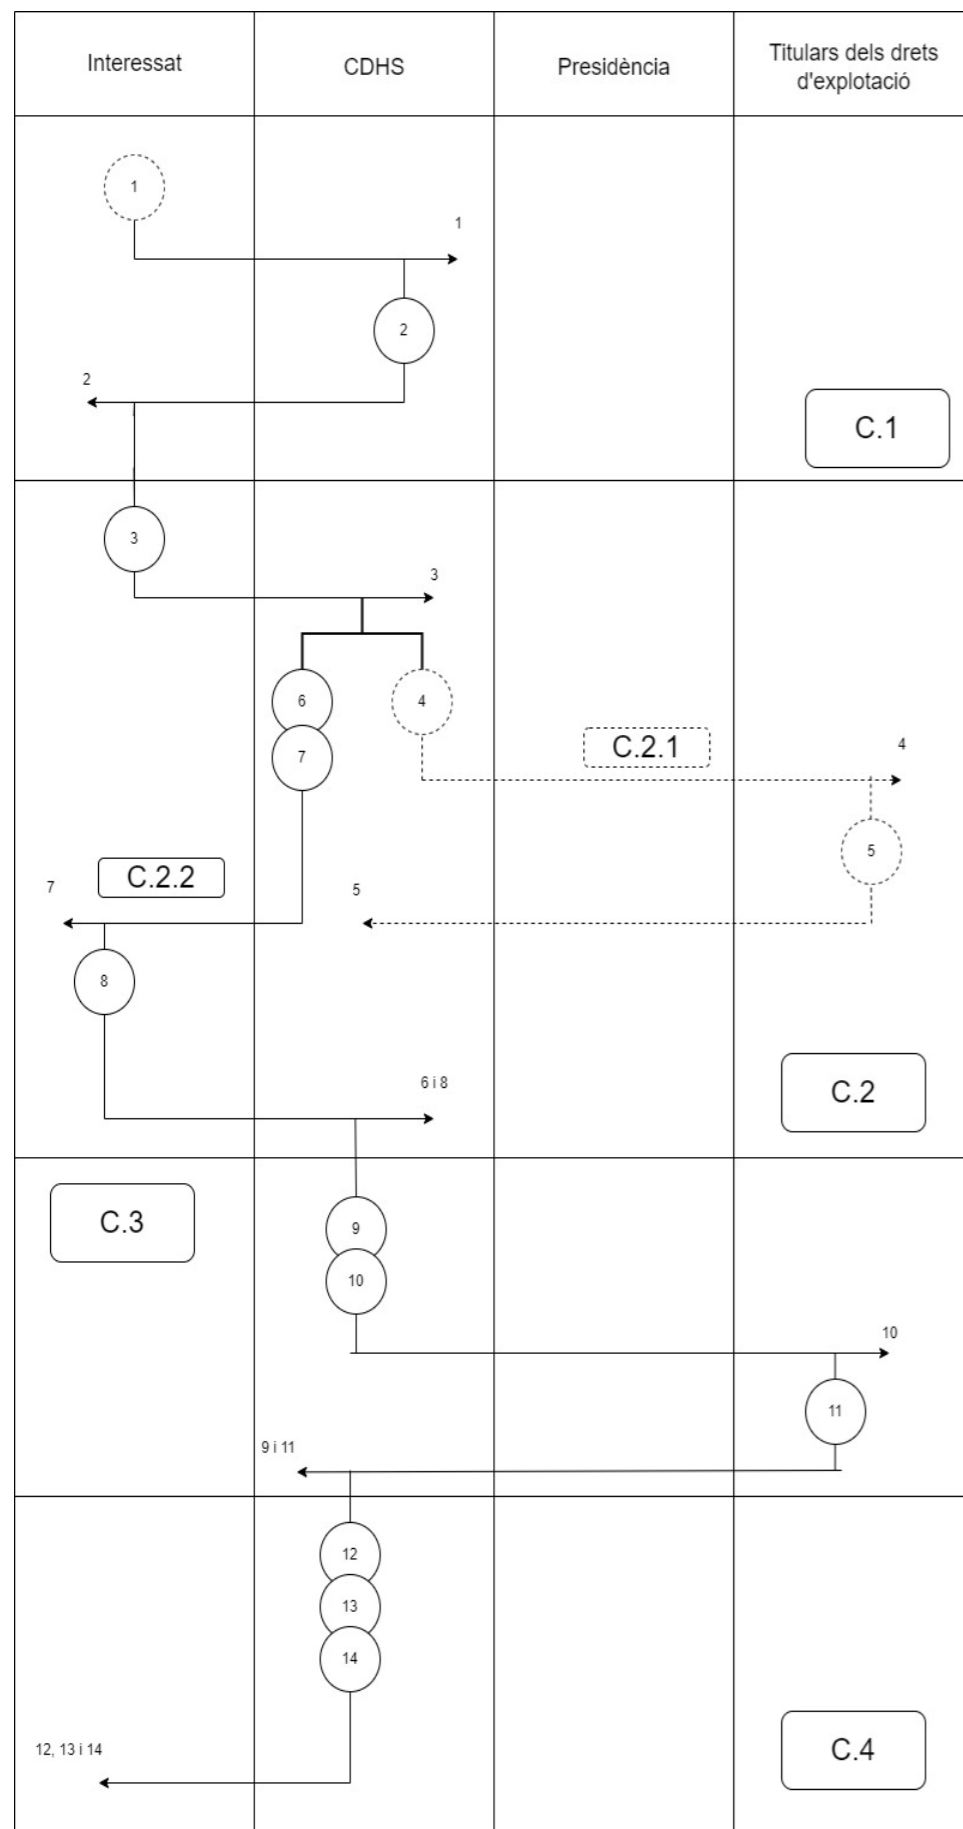 Interessat
CDHS
Presidència
Titulars dels drets
d'explotació
1
1
2
2
C.1
3
3
6
4
7
C.2.1
4
5
C.2.2
7
5
8
6 i 8
C.2
C.3
9
10
10
11
9 i 11
12
13
14
12, 13 i 14
C.4